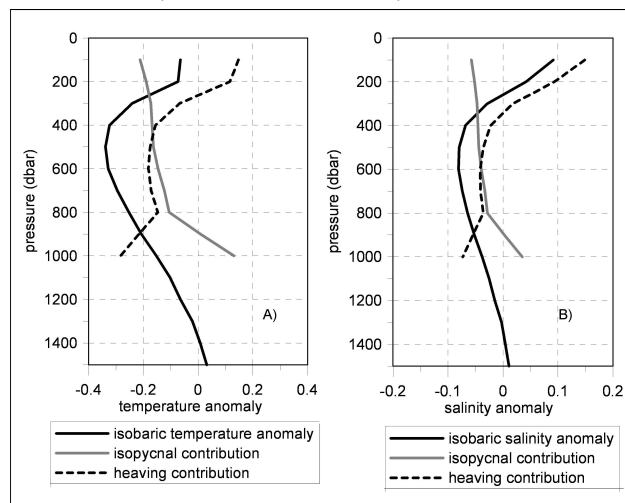 0
200
400
600
800
1000
1200
1400
pressure (dbar)
-0.4
-0.2
0
0.2
0.4
temperature anomaly
A)
isobaric temperature anomaly
isopycnal contribution
heaving contribution
0
200
400
600
800
1000
1200
1400
pressure (dbar)
-0.2
-0.1
0
0.1
0.2
salinity anomaly
B)
isobaric salinity anomaly
isopycnal contribution
heaving contribution